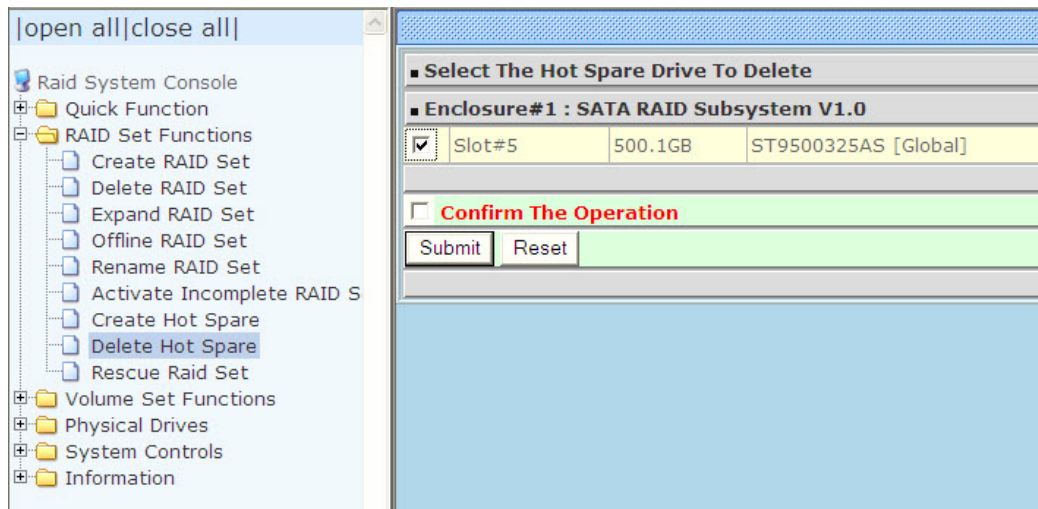 |open all|close all|
Raid System Console
Quick Function
RAID Set Functions
Create RAID Set
Delete RAID Set
Expand RAID Set
Offline RAID Set
Rename RAID Set
Activate Incomplete RAID S
Create Hot Spare
Delete Hot Spare
Rescue Raid Set
Volume Set Functions
Physical Drives
System Controls
Information
Select The Hot Spare Drive To Delete
Enclosure#1 : SATA RAID Subsystem V1.0
Slot#5 500.1GB ST9500325AS [Global]
Confirm The Operation
Submit Reset